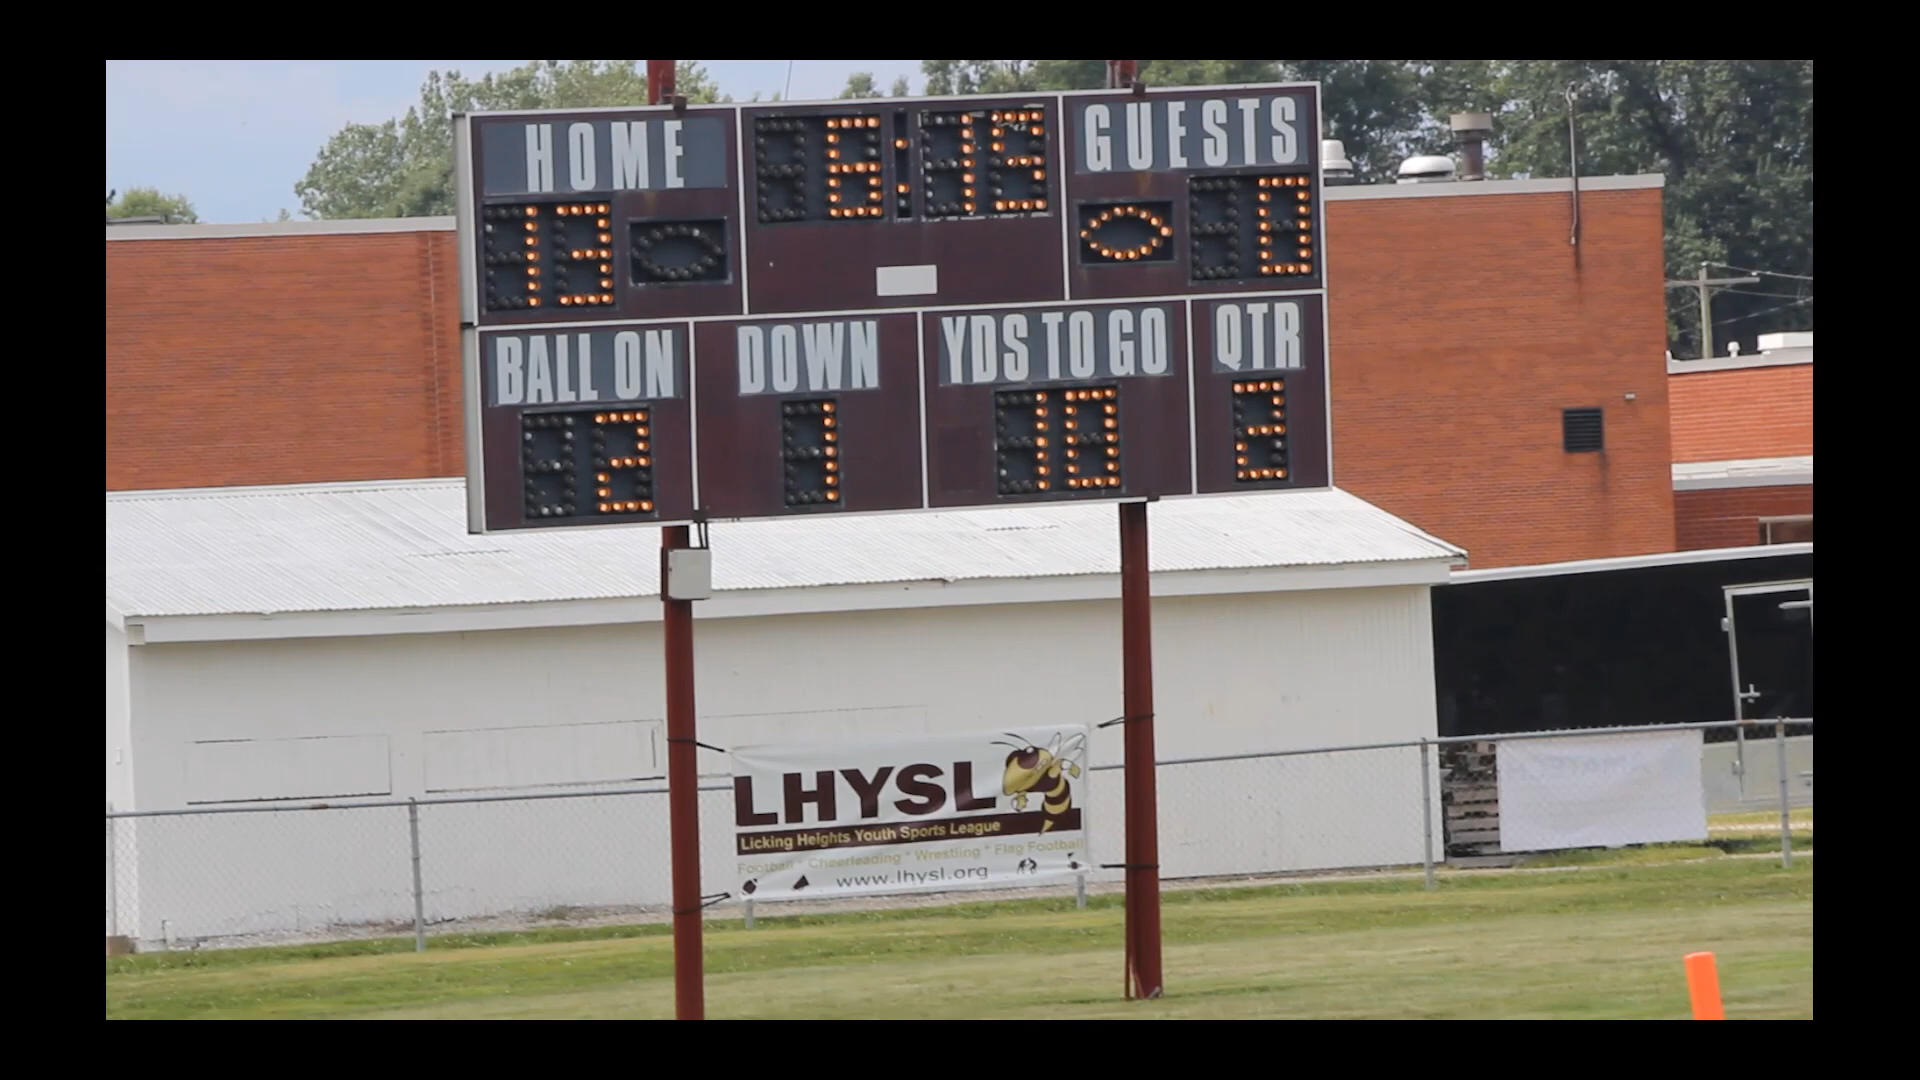 HOME 6:15 GUESTS
13 0
BALL ON DOWN YDS TO GO QTR
2 1 10 2
LHYSL
Licking Heights Youth Sports League
Football * Cheerleading * Wrestling * Flag Football
www.lhysl.org